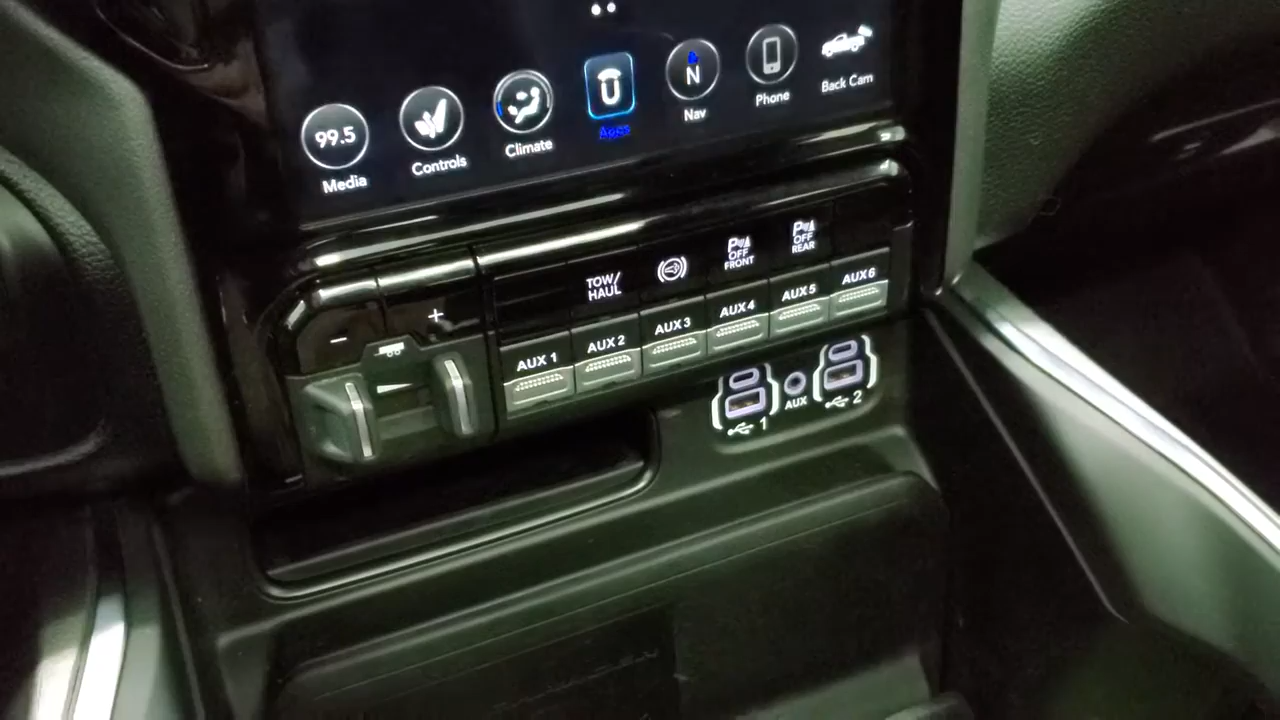 99.5
N
Media
Controls
Climate
Apps
Nav
Phone
Back Cam
- +
TOW/
HAUL
P
OFF
FRONT
P
OFF
REAR
AUX 1
AUX 2
AUX 3
AUX 4
AUX 5
AUX 6
1
AUX
2